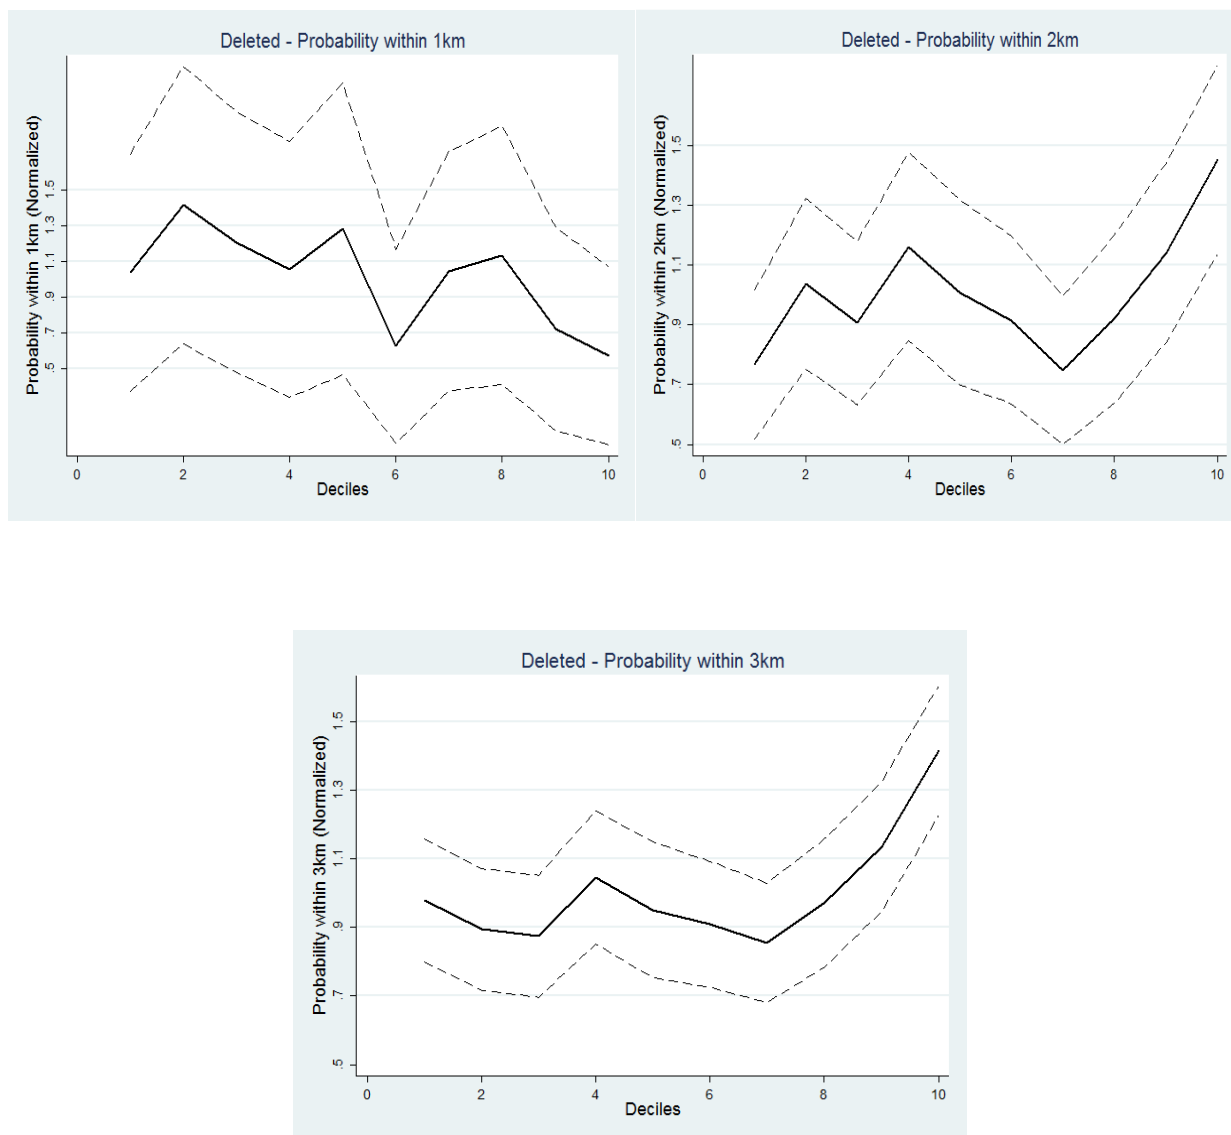 Deleted - Probability within 1km
Probability within 1km (Normalized)
1.5
1.3
1.1
.9
.7
.5
0 2 4 6 8 10
Deciles
Deleted - Probability within 2km
Probability within 2km (Normalized)
1.5
1.3
1.1
.9
.7
.5
0 2 4 6 8 10
Deciles
Deleted - Probability within 3km
Probability within 3km (Normalized)
1.5
1.3
1.1
.9
.7
.5
0 2 4 6 8 10
Deciles